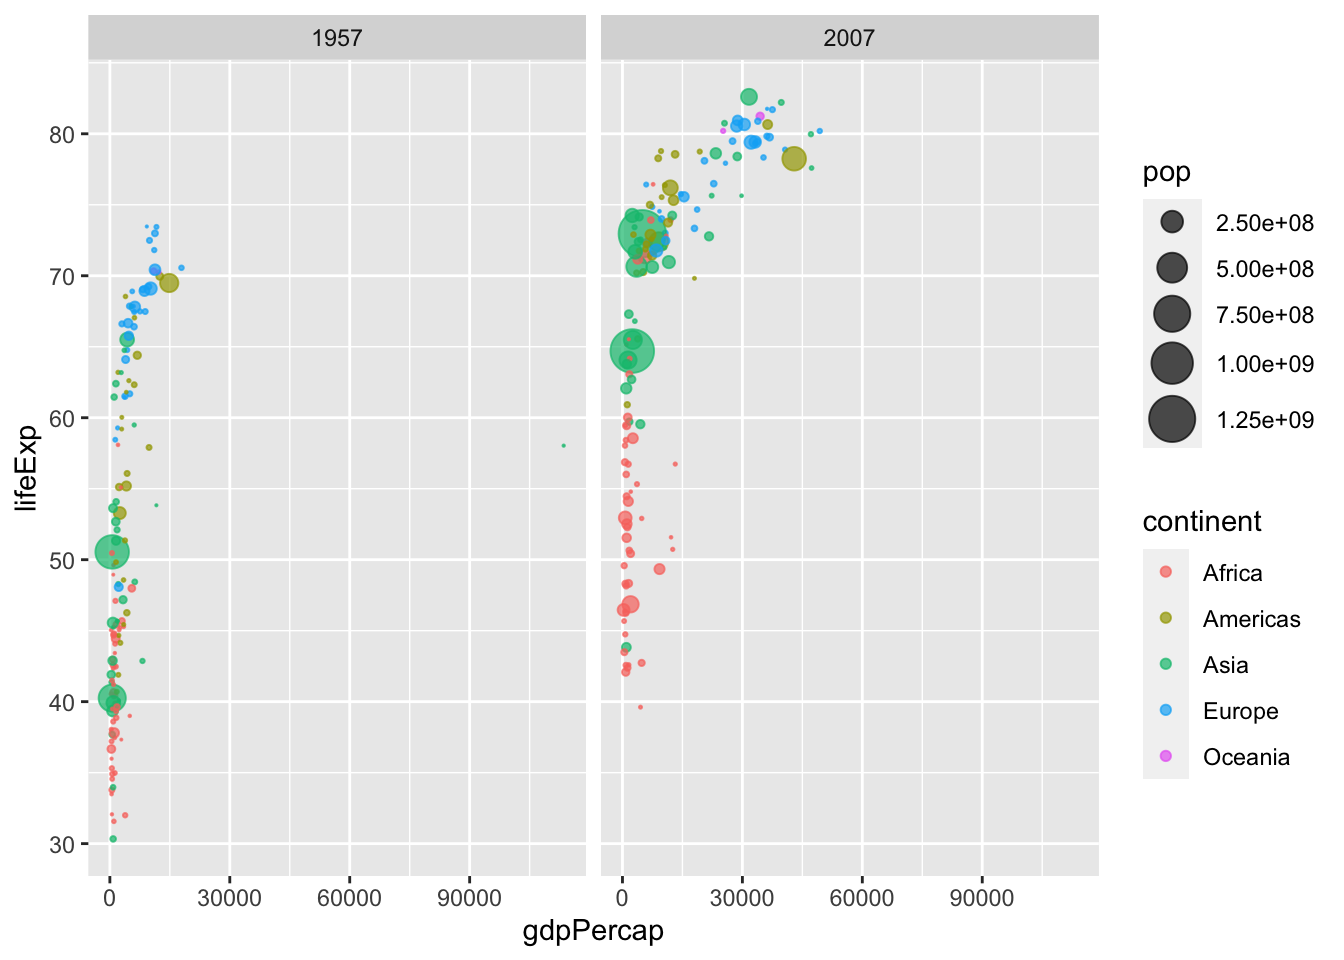 1957
2007
80
70
60
50
40
30
lifeExp
0
30000
60000
90000
0
30000
60000
90000
gdpPercap
pop
2.50e+08
5.00e+08
7.50e+08
1.00e+09
1.25e+09
continent
Africa
Americas
Asia
Europe
Oceania